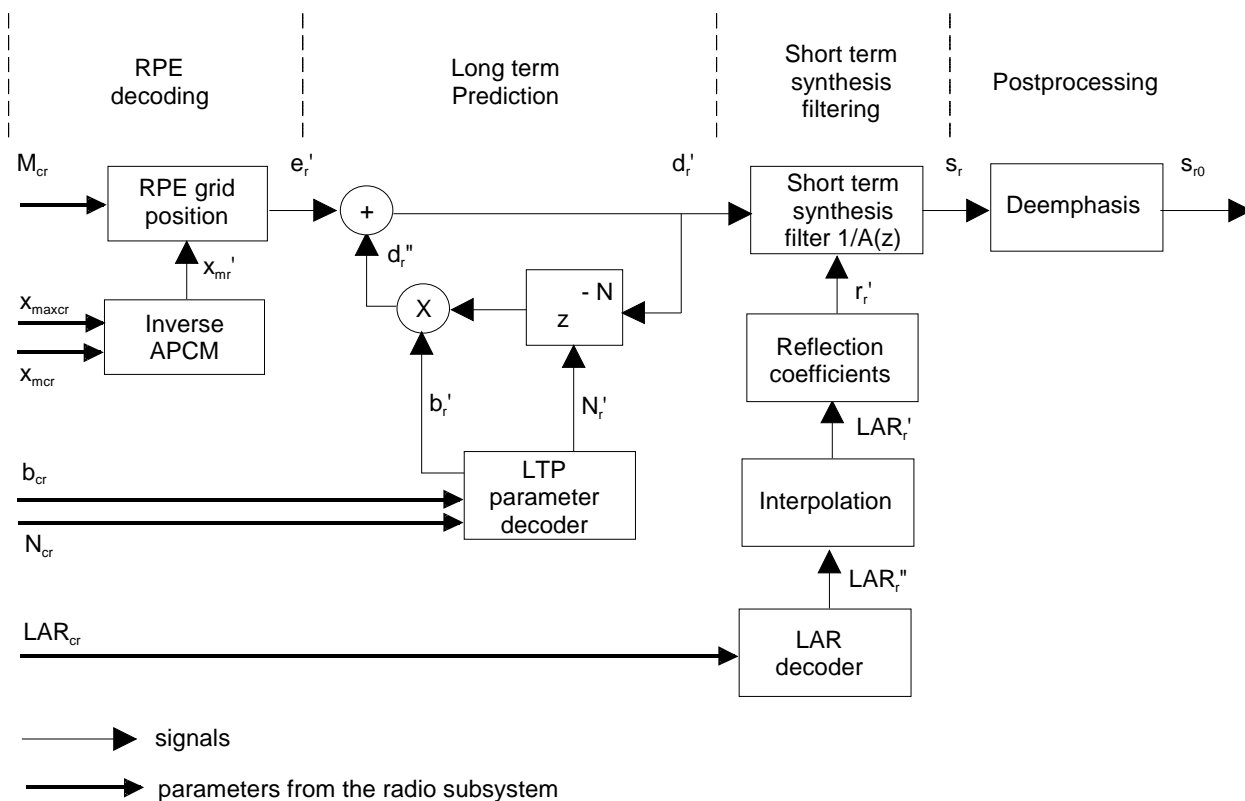 RPE
decoding
Long term
Prediction
Short term
synthesis
filtering
Postprocessing
M_cr
RPE grid
position
e_r'
+
d_r'
Short term
synthesis
filter 1/A(z)
s_r
Deemphasis
s_r0
x_mr'
d_r"
x_maxcr
x_mcr
Inverse
APCM
X
z^-N
r_r'
Reflection
coefficients
b_r'
N_r'
LAR_r'
b_cr
N_cr
LTP
parameter
decoder
Interpolation
LAR_r"
LAR_cr
LAR
decoder
signals
parameters from the radio subsystem